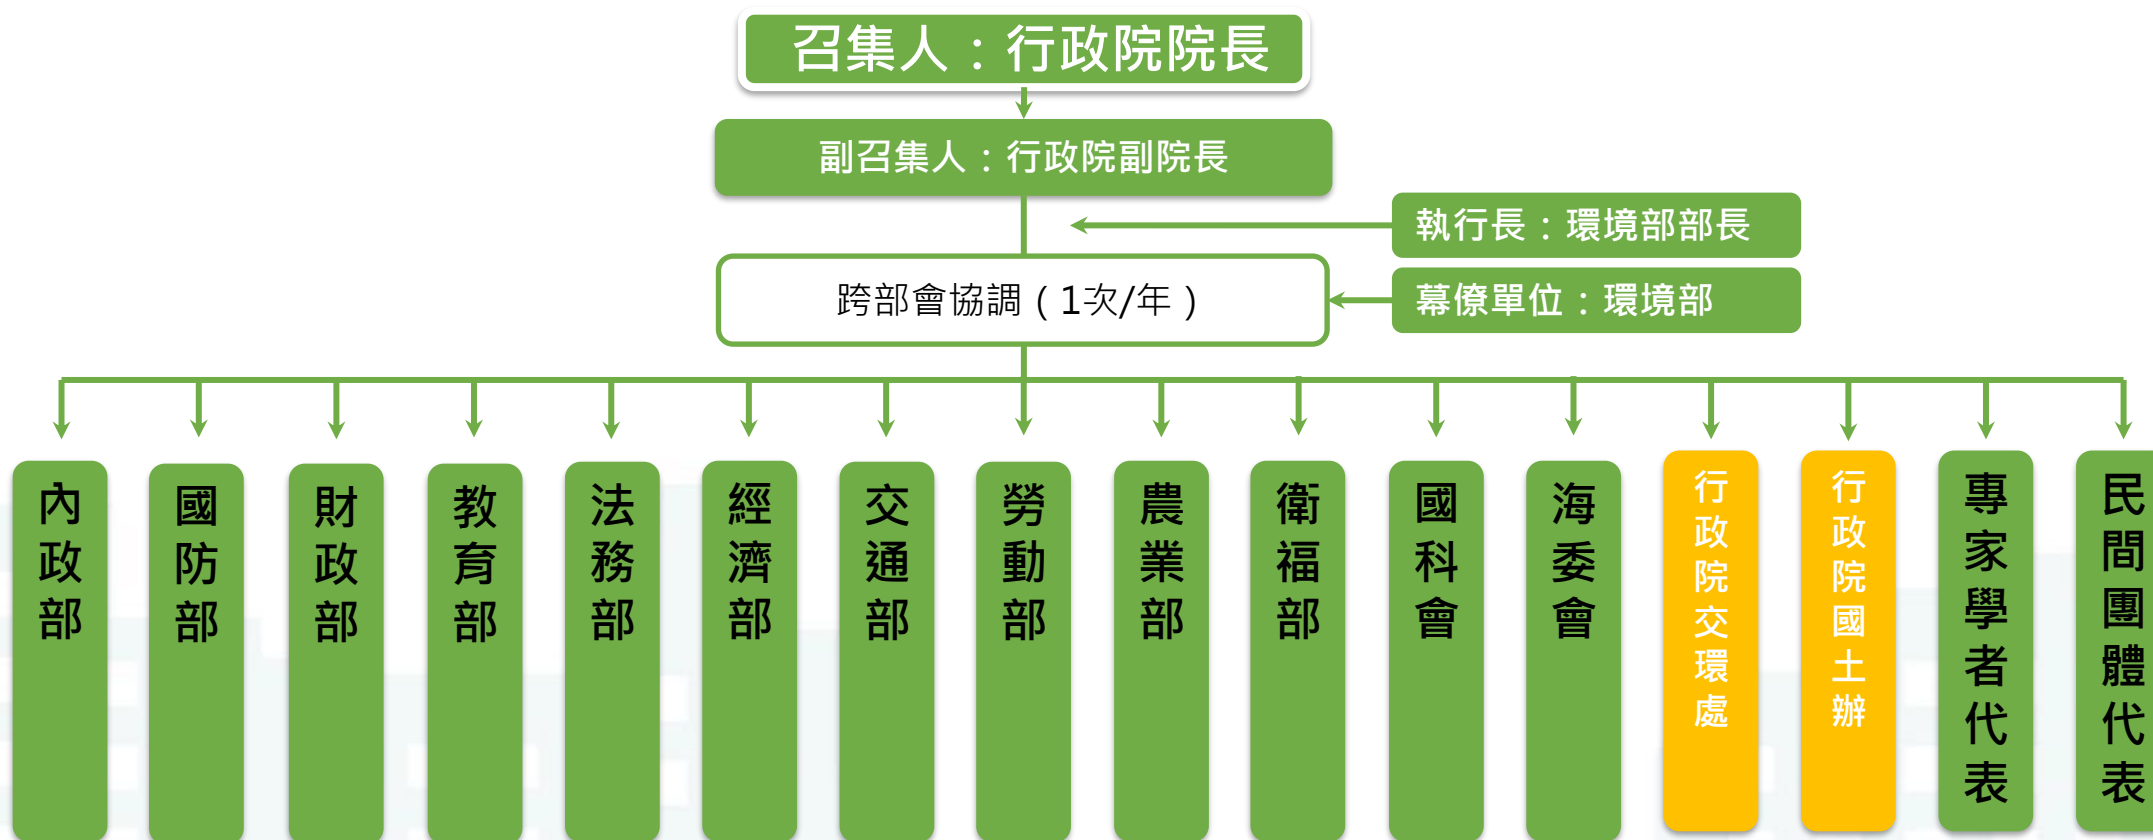 召集人：行政院院長
副召集人：行政院副院長
執行長：環境部部長
跨部會協調（1次/年）
幕僚單位：環境部
內政部
國防部
財政部
教育部
法務部
經濟部
交通部
勞動部
農業部
衛福部
國科會
海委會
行政院交環處
行政院國土辦
專家學者代表
民間團體代表